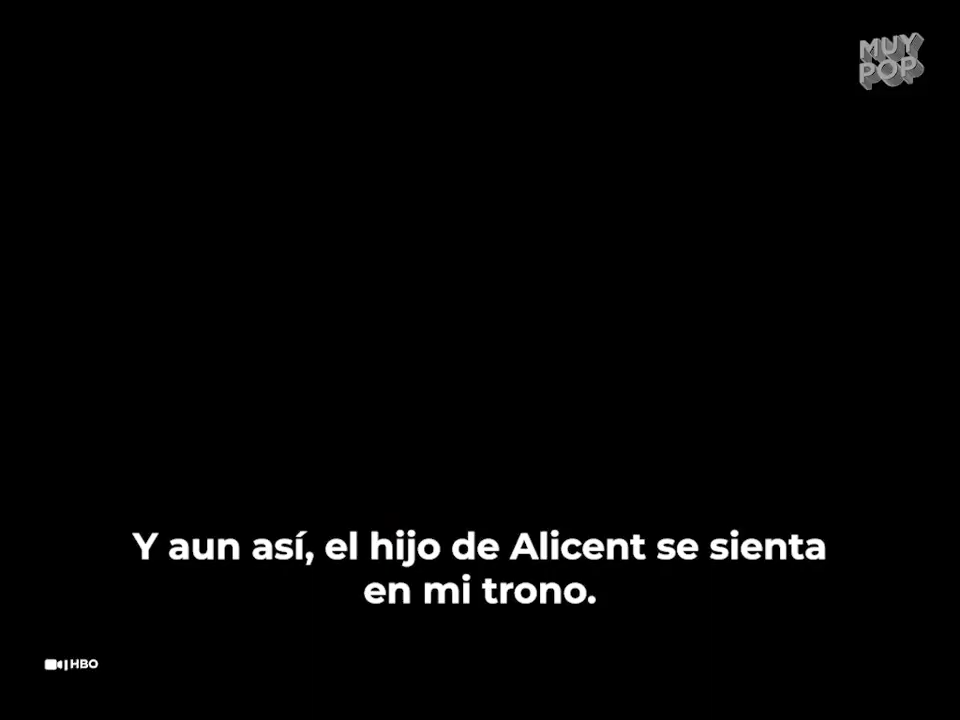 MUY
POP
Y aun así, el hijo de Alicent se sienta
en mi trono.
HBO